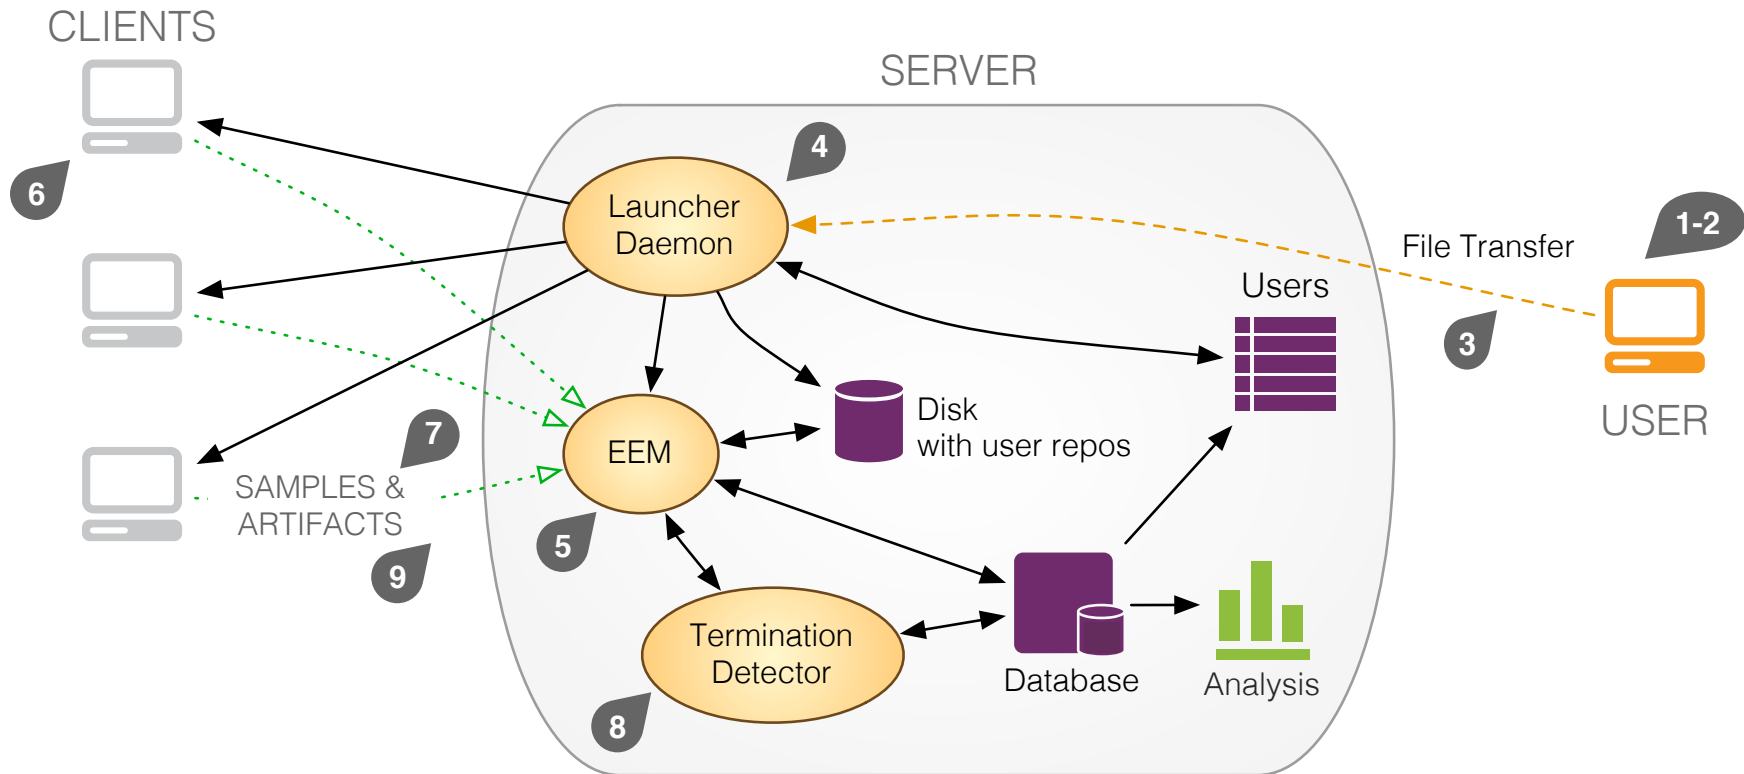 CLIENTS
SERVER
4
6
Launcher
Daemon
1-2
File Transfer
Users
3
USER
Disk
with user repos
7
EEM
SAMPLES &
ARTIFACTS
5
9
Termination
Detector
Database
Analysis
8